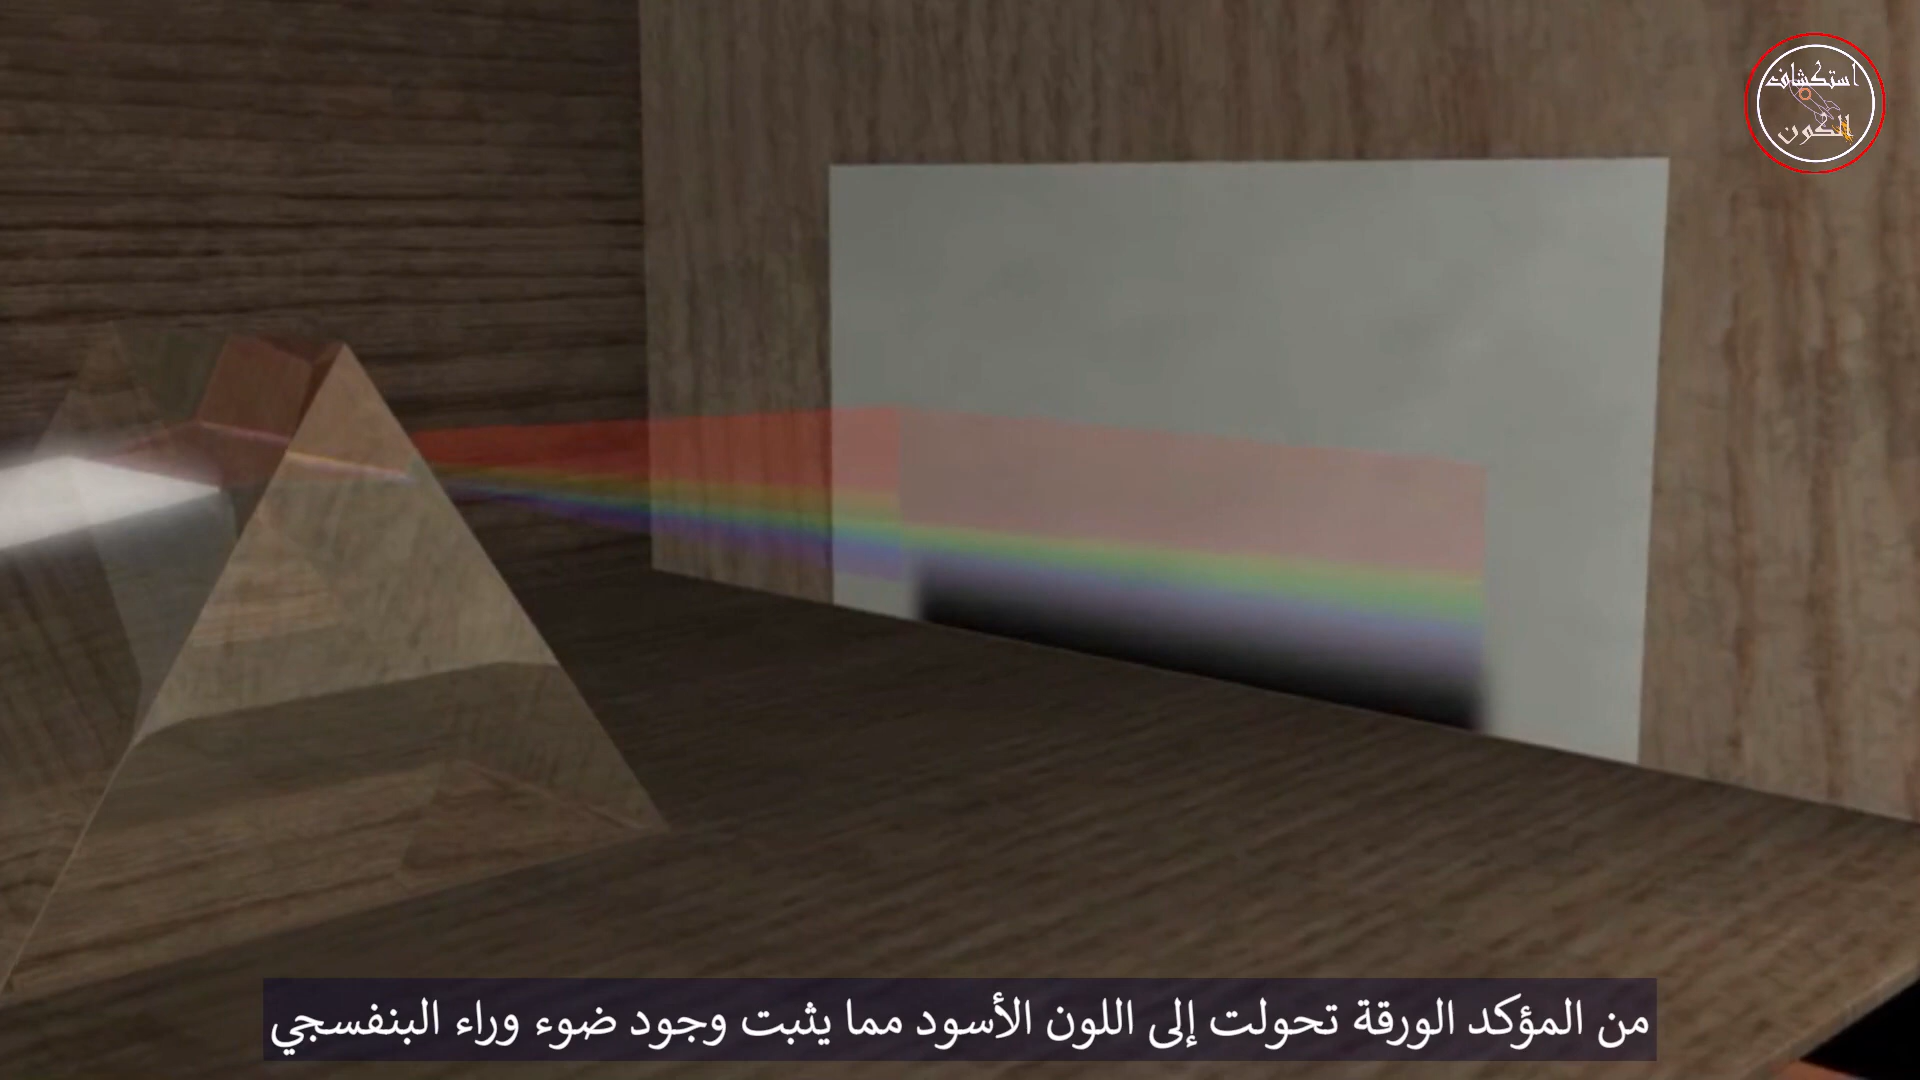 استكشاف
الكون
من المؤكد الورقة تحولت إلى اللون الأسود مما يثبت وجود ضوء وراء البنفسجي